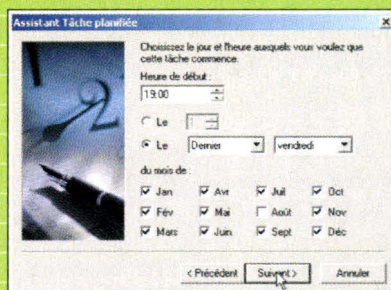 Assistant Tâche planifiée
Choisissez le jour et l'heure auxquels vous voulez que
cette tâche commence.
Heure de début :
19:00
Le 1
Le Dernier vendredi
du mois de :
Jan Avr Juil Oct
Fév Mai Août Nov
Mars Juin Sept Déc
< Précédent Suivant > Annuler